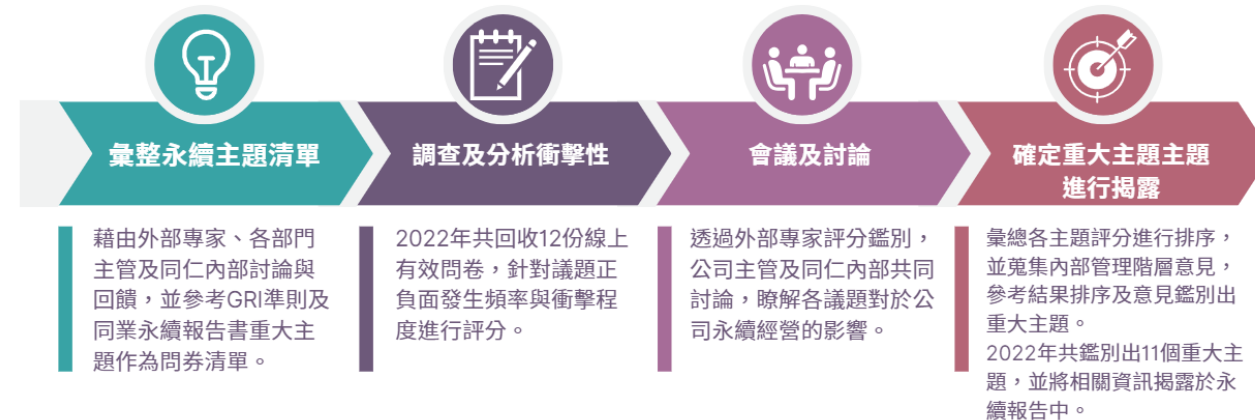 彙整永續主題清單
調查及分析衝擊性
會議及討論
確定重大主題主題
進行揭露
藉由外部專家、各部門
主管及同仁內部討論與
回饋，並參考GRI準則及
同業永續報告書重大主
題作為問券清單。
2022年共回收12份線上
有效問卷，針對議題正
負面發生頻率與衝擊程
度進行評分。
透過外部專家評分鑑別，
公司主管及同仁內部共同
討論，瞭解各議題對於公
司永續經營的影響。
彙總各主題評分進行排序，
並蒐集內部管理階層意見，
參考結果排序及意見鑑別出
重大主題。
2022年共鑑別出11個重大主
題，並將相關資訊揭露於永
續報告中。